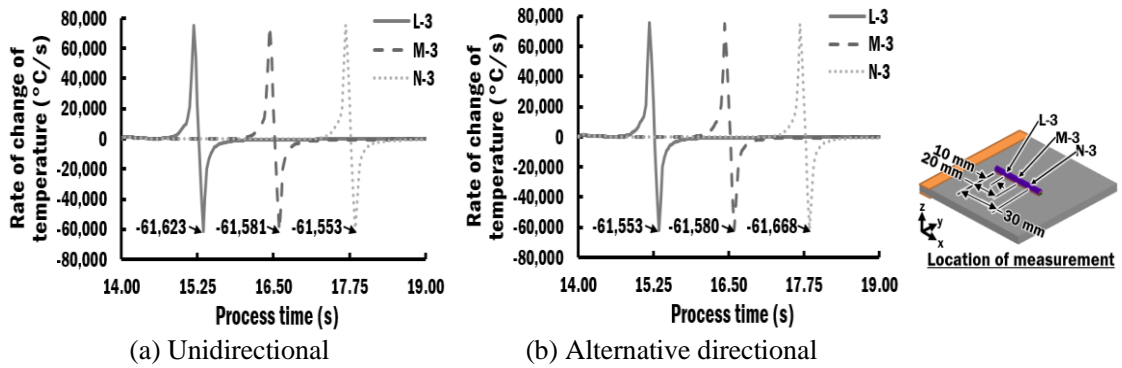 Rate of change of
temperature (°C/s)
80,000
60,000
40,000
20,000
0
-20,000
-40,000
-60,000
-80,000
L-3
M-3
N-3
-61,623
-61,581
-61,553
14.00
15.25
16.50
17.75
19.00
Process time (s)
(a) Unidirectional
Rate of change of
temperature (°C/s)
80,000
60,000
40,000
20,000
0
-20,000
-40,000
-60,000
-80,000
L-3
M-3
N-3
-61,553
-61,580
-61,668
14.00
15.25
16.50
17.75
19.00
Process time (s)
(b) Alternative directional
L-3
M-3
N-3
10 mm
20 mm
30 mm
z
y
x
Location of measurement